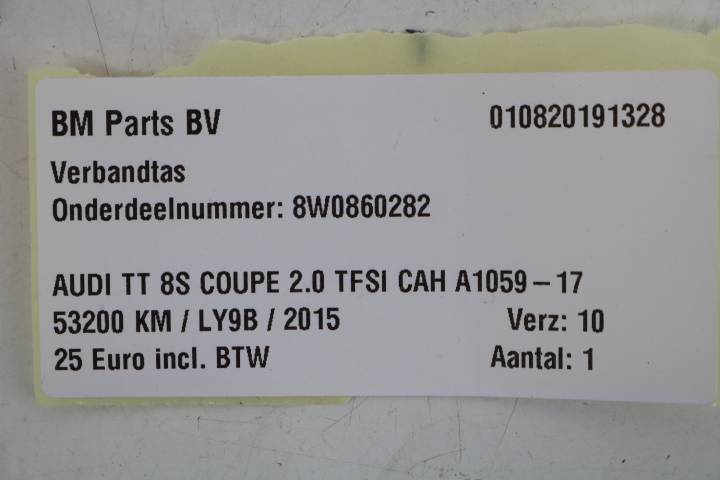 BM Parts BV 010820191328
Verbandtas
Onderdeelnummer: 8W0860282
AUDI TT 8S COUPE 2.0 TFSI CAH A1059-17
53200 KM / LY9B / 2015 Verz: 10
25 Euro incl. BTW Aantal: 1